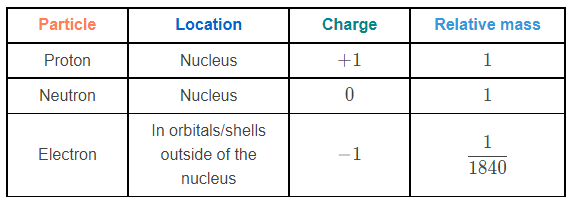 Particle Location Charge Relative mass
Proton Nucleus +1 1
Neutron Nucleus 0 1
In orbitals/shells
Electron outside of the −1 1/1840
nucleus